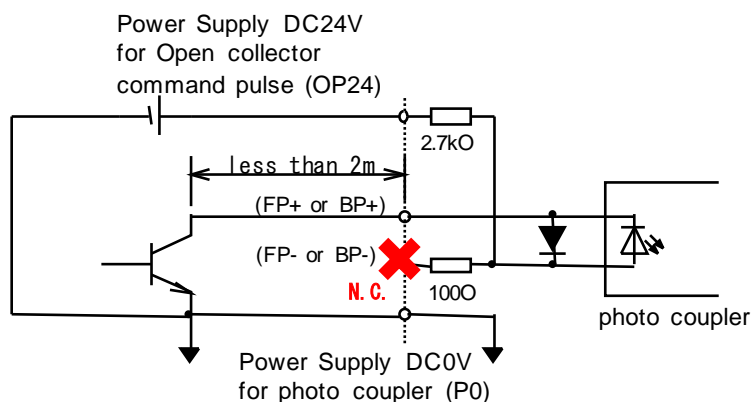 Power Supply DC24V
for Open collector
command pulse (OP24)
2.7kO
less than 2m
(FP+ or BP+)
(FP- or BP-)
N.C.
100O
photo coupler
Power Supply DC0V
for photo coupler (P0)